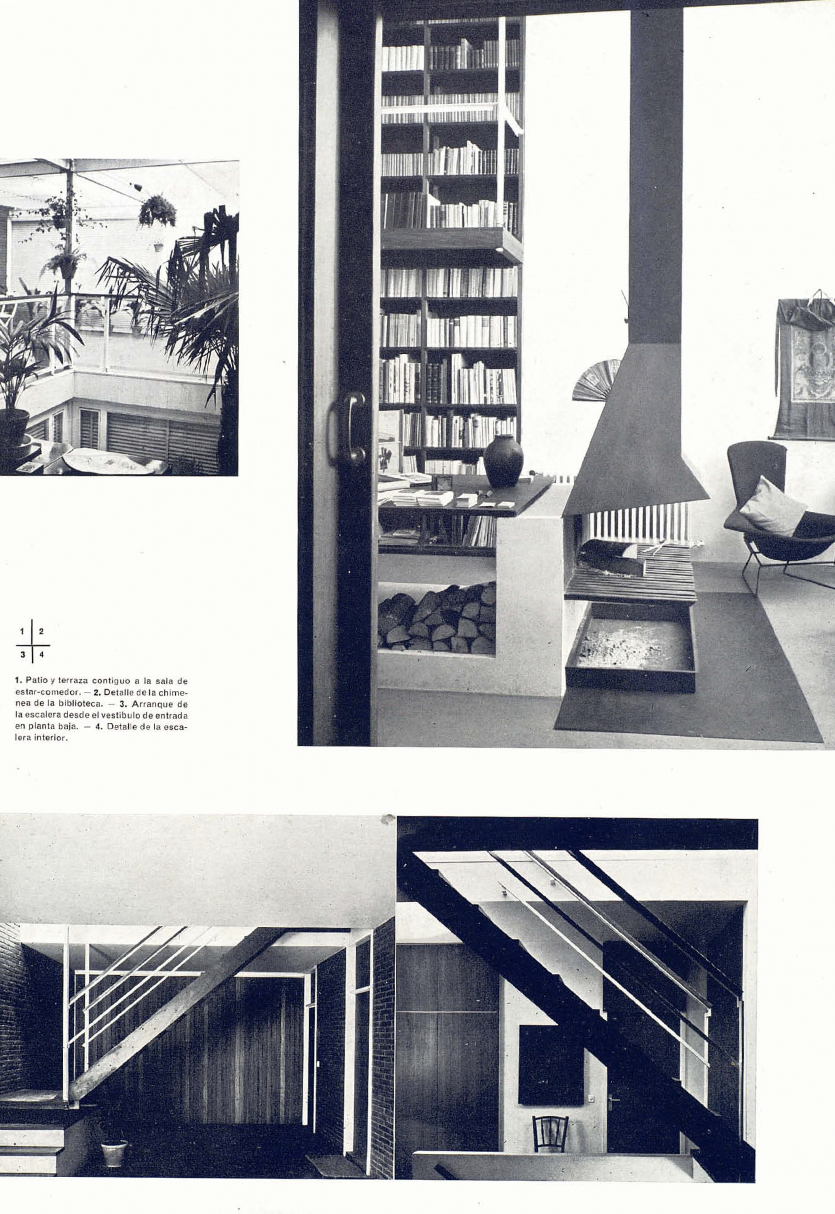 1 2
3 4
1. Patio y terraza contiguo a la sala de
estar-comedor. — 2. Detalle de la chime-
nea de la biblioteca. — 3. Arranque de
la escalera desde el vestíbulo de entrada
en planta baja. — 4. Detalle de la esca-
lera interior.